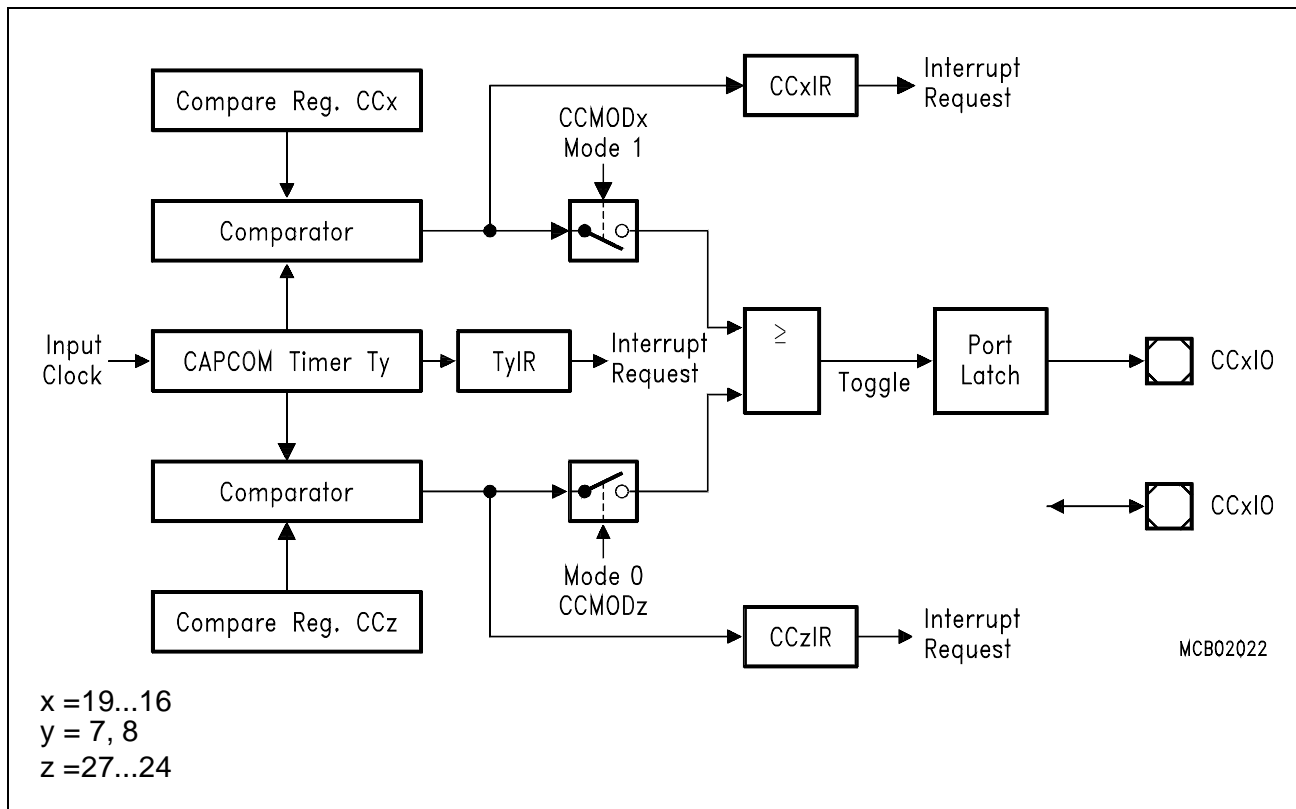 Compare Reg. CCx
CCxIR
Interrupt
Request
CCMODx
Mode 1
Comparator
Input
Clock
CAPCOM Timer Ty
TyIR
Interrupt
Request
≥
Toggle
Port
Latch
CCxIO
Comparator
CCxIO
Mode 0
CCMODz
Compare Reg. CCz
CCzIR
Interrupt
Request
MCB02022
x =19...16
y = 7, 8
z =27...24